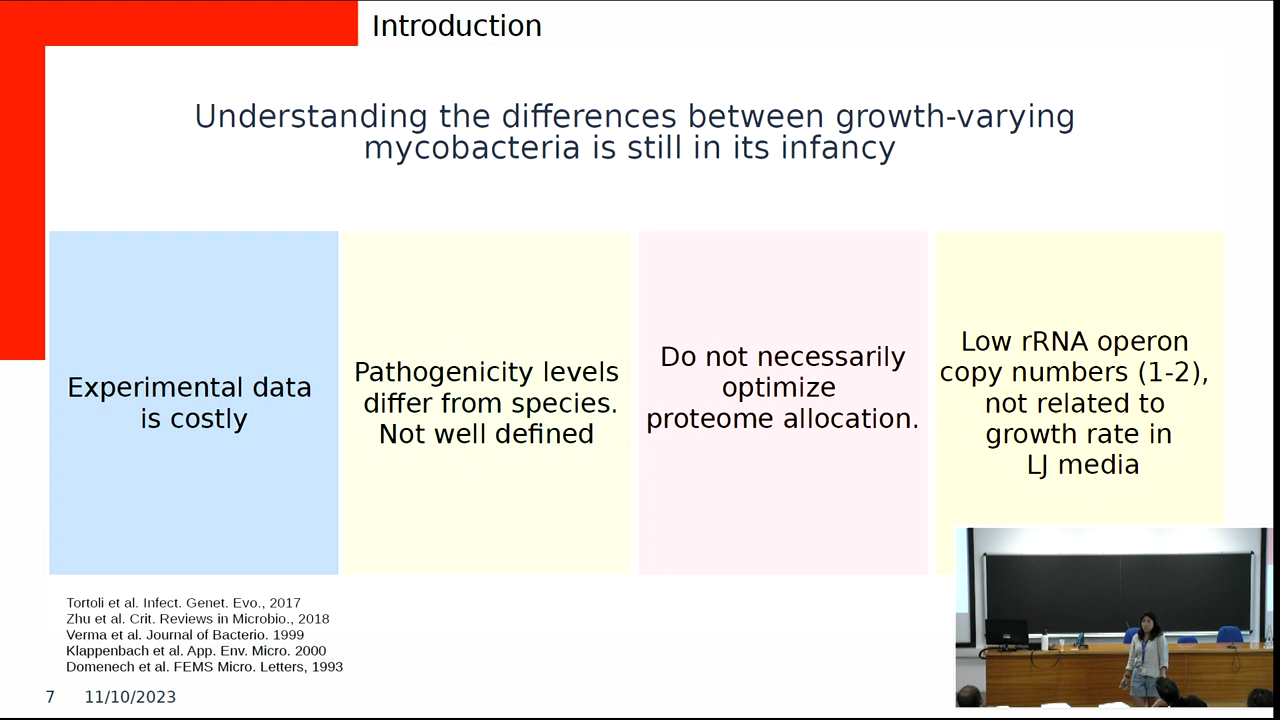 Introduction
Understanding the differences between growth-varying
mycobacteria is still in its infancy
Experimental data
is costly
Pathogenicity levels
differ from species.
Not well defined
Do not necessarily
optimize
proteome allocation.
Low rRNA operon
copy numbers (1-2),
not related to
growth rate in
LJ media
Tortoli et al. Infect. Genet. Evo., 2017
Zhu et al. Crit. Reviews in Microbio., 2018
Verma et al. Journal of Bacterio. 1999
Klappenbach et al. App. Env. Micro. 2000
Domenech et al. FEMS Micro. Letters, 1993
7 11/10/2023